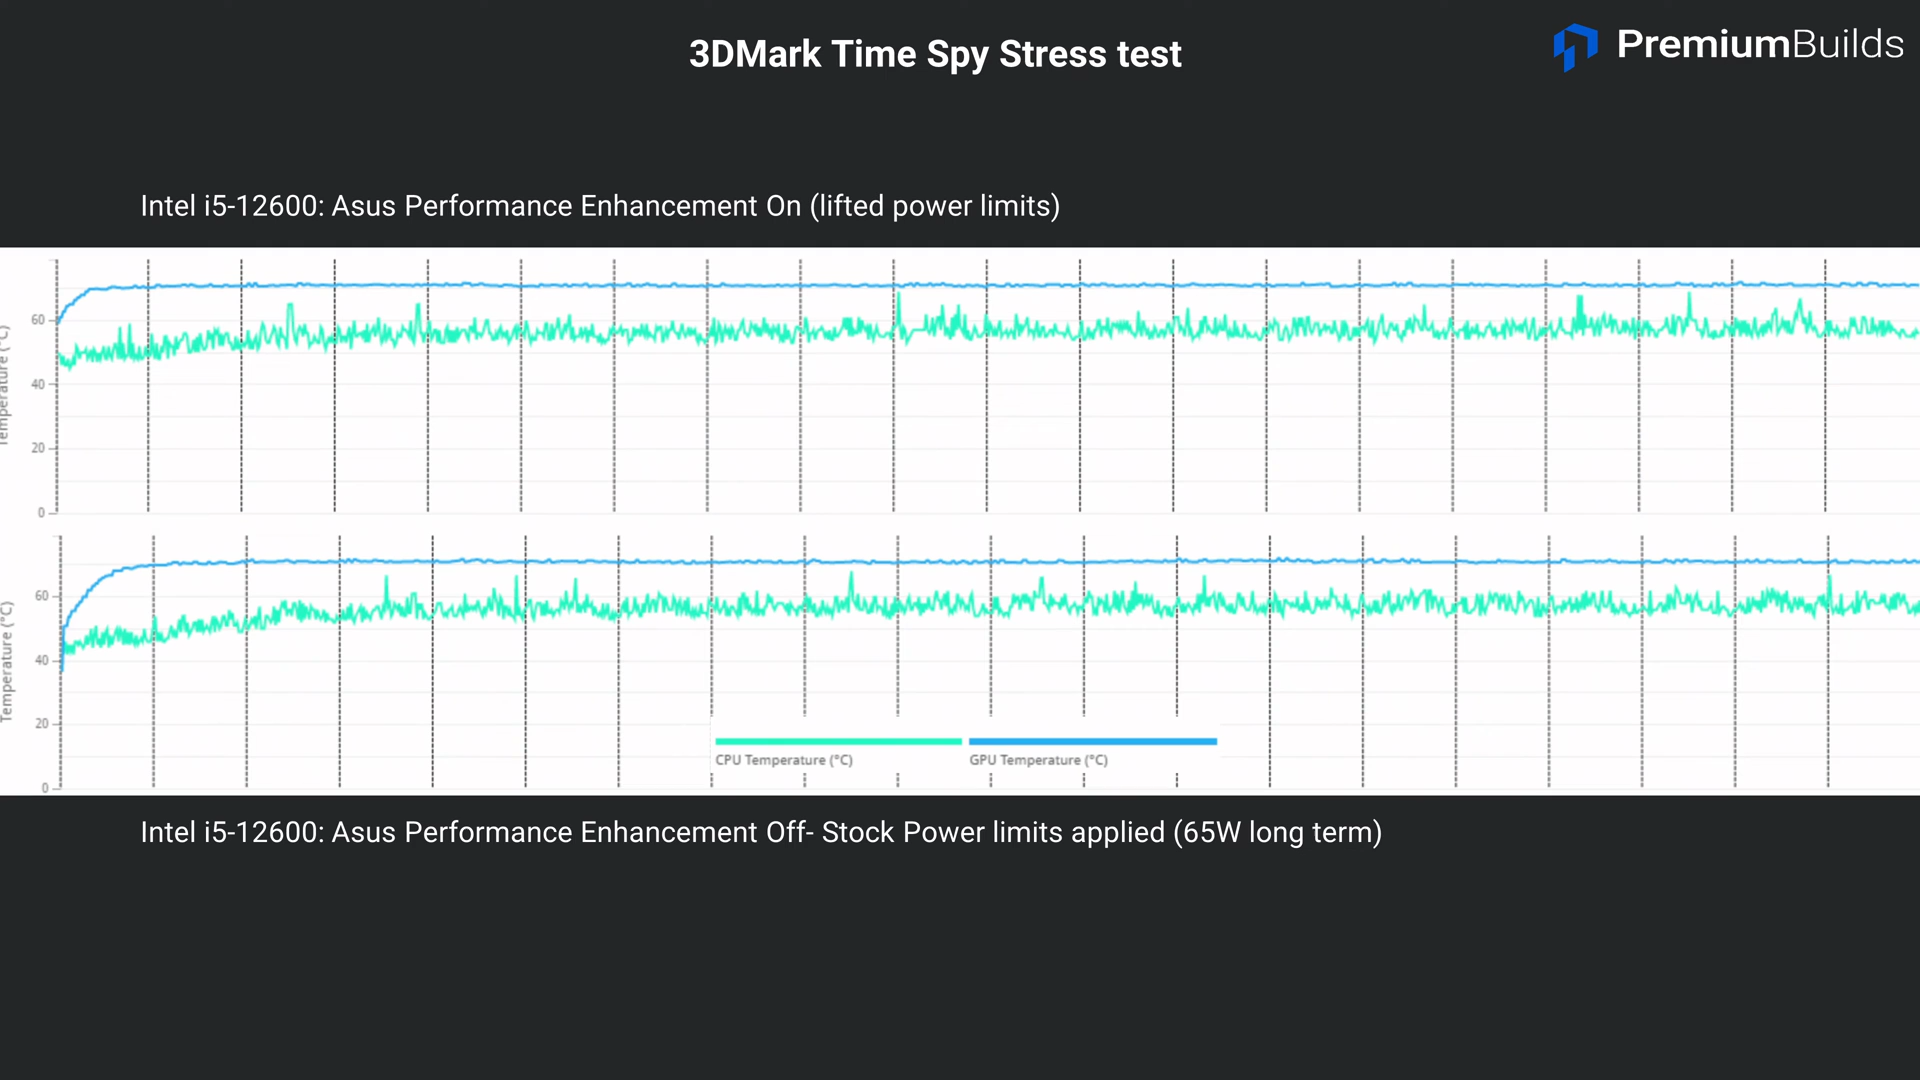 3DMark Time Spy Stress test
PremiumBuilds
Intel i5-12600: Asus Performance Enhancement On (lifted power limits)
Temperature (°C)
60
40
20
0
Temperature (°C)
60
40
20
0
CPU Temperature (°C)
GPU Temperature (°C)
Intel i5-12600: Asus Performance Enhancement Off- Stock Power limits applied (65W long term)